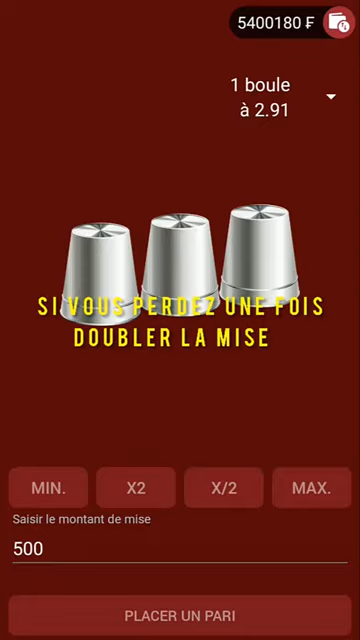 5400180 ₣
1 boule
à 2.91
SI VOUS PERDEZ UNE FOIS
DOUBLER LA MISE
MIN. X2 X/2 MAX.
Saisir le montant de mise
500
PLACER UN PARI